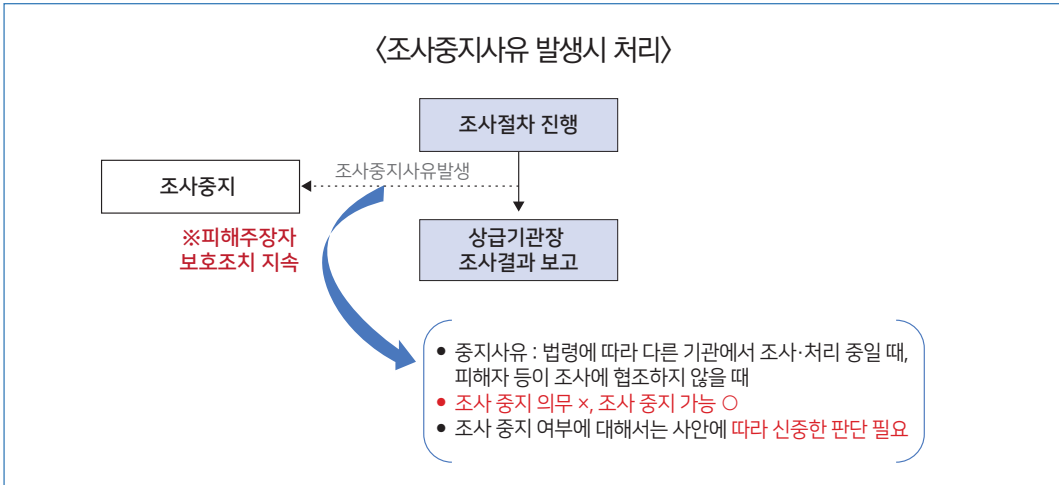 〈조사중지사유 발생시 처리〉
조사절차 진행
조사중지사유발생
조사중지
※피해주장자
보호조치 지속
상급기관장
조사결과 보고
● 중지사유 : 법령에 따라 다른 기관에서 조사·처리 중일 때,
피해자 등이 조사에 협조하지 않을 때
● 조사 중지 의무 ×, 조사 중지 가능 ○
● 조사 중지 여부에 대해서는 사안에 따라 신중한 판단 필요